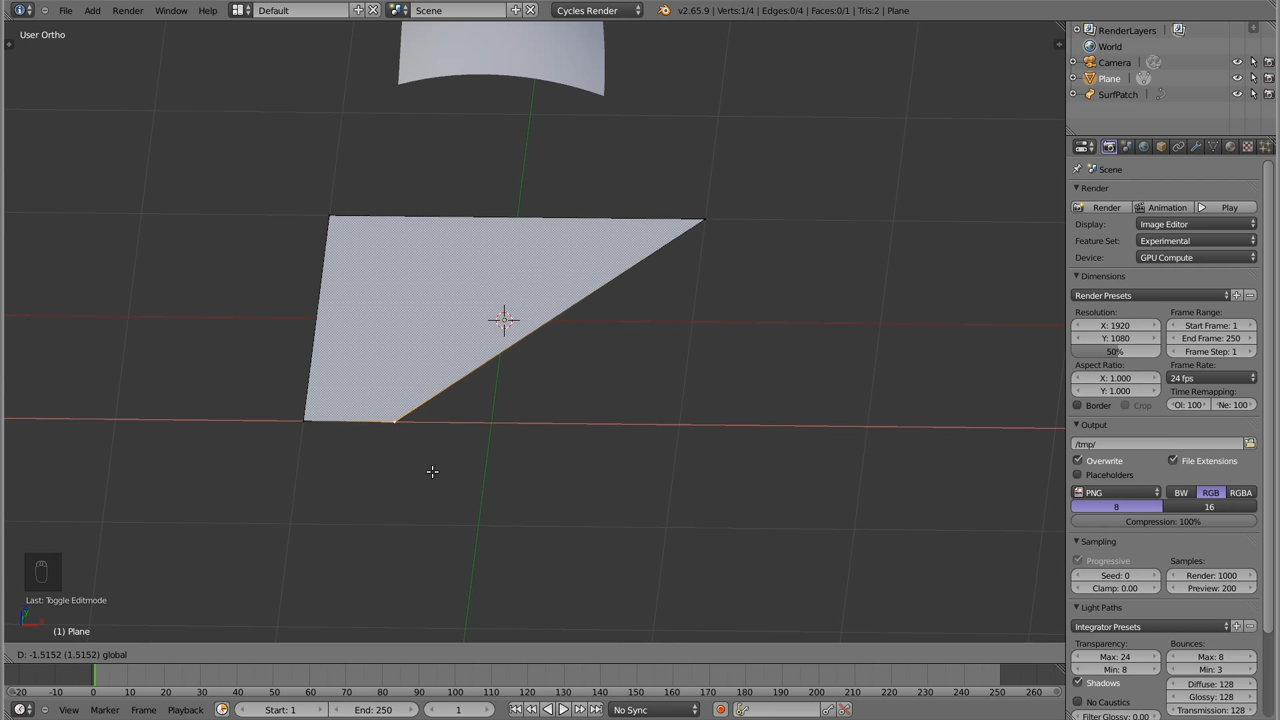 File Add Render Window Help Default Scene Cycles Render v2.65.9 | Verts:1/4 | Edges:0/4 | Faces:0/1 | Tris:2 | Plane
User Ortho
RenderLayers
World
Camera
Plane
SurfPatch
Scene
Render
Render Animation Play
Display: Image Editor
Feature Set: Experimental
Device: GPU Compute
Dimensions
Render Presets
Resolution: Frame Range:
X: 1920 Start Frame: 1
Y: 1080 End Frame: 250
50% Frame Step: 1
Aspect Ratio: Frame Rate:
X: 1.000 24 fps
Y: 1.000 Time Remapping:
Border Crop Ol: 100 Ne: 100
Output
/tmp/
Overwrite File Extensions
Placeholders
PNG BW RGB RGBA
8 16
Compression: 100%
Sampling
Progressive Samples:
Seed: 0 Render: 1000
Clamp: 0.00 Preview: 200
Light Paths
Integrator Presets
Transparency: Bounces:
Max: 24 Max: 8
Min: 8 Min: 3
Shadows Diffuse: 128
Glossy: 128
No Caustics Transmission: 128
Filter Glossy: 0.00
Last: Toggle Editmode
(1) Plane
D: -1.5152 (1.5152) global
-20 -10 0 10 20 30 40 50 60 70 80 90 100 110 120 130 140 150 160 170 180 190 200 210 220 230 240 250 260
View Marker Frame Playback Start: 1 End: 250 1 No Sync